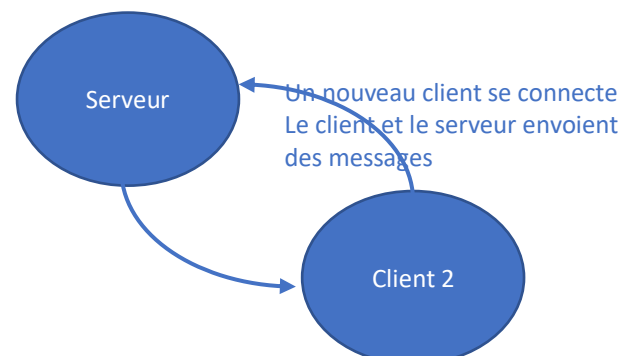 Serveur
Un nouveau client se connecte
Le client et le serveur envoient
des messages
Client 2